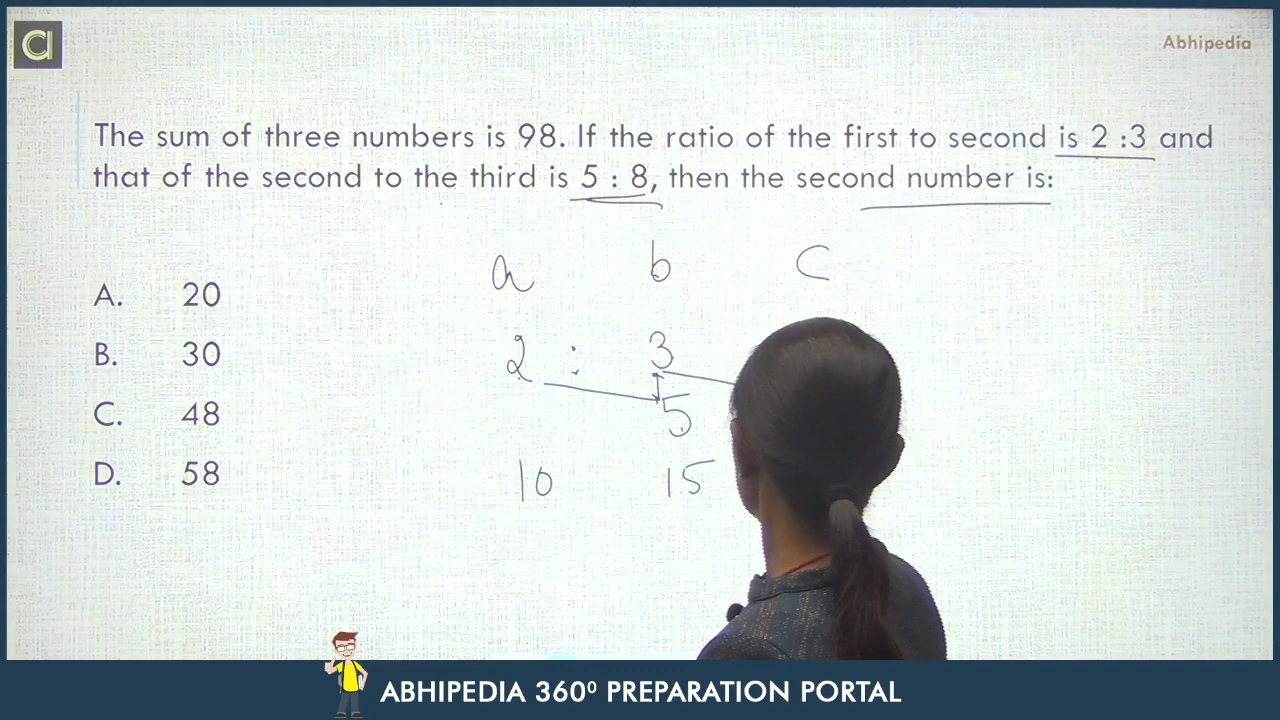 Abhipedia
The sum of three numbers is 98. If the ratio of the first to second is 2 :3 and
that of the second to the third is 5 : 8, then the second number is:
a b c
A. 20
2 : 3
B. 30
5
C. 48
10 15
D. 58
ABHIPEDIA 360⁰ PREPARATION PORTAL